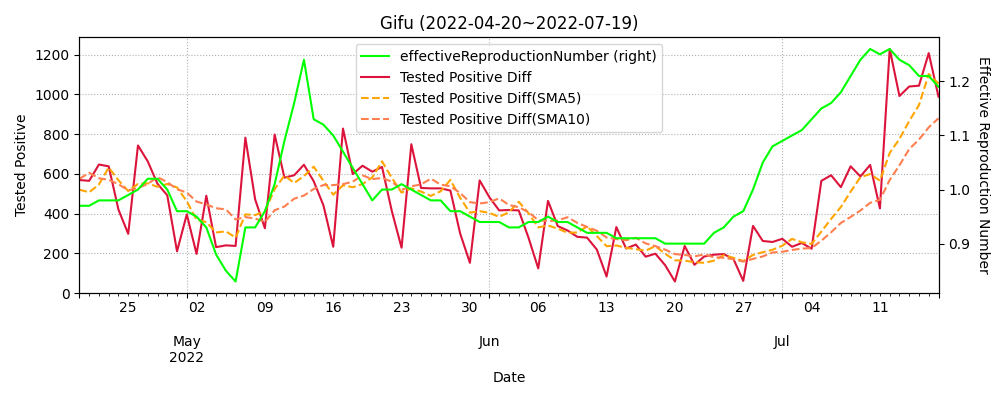 Gifu (2022-04-20~2022-07-19)
effectiveReproductionNumber (right)
Tested Positive Diff
Tested Positive Diff(SMA5)
Tested Positive Diff(SMA10)
Tested Positive
1200
1000
800
600
400
200
0
1.2
1.1
1.0
0.9
Effective Reproduction Number
25 02 09 16 23 30 06 13 20 27 04 11
May Jun Jul
2022
Date